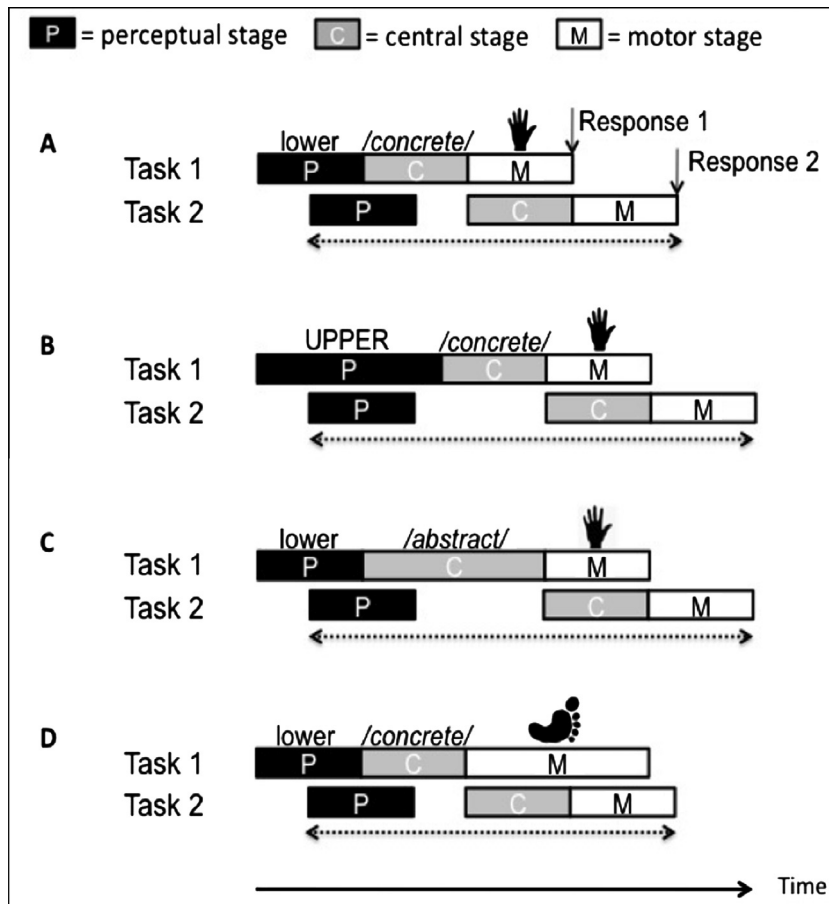 P = perceptual stage C = central stage M = motor stage
A
lower /concrete/ Response 1
Task 1 P C M
Response 2
Task 2 P C M
B
UPPER /concrete/
Task 1 P C M
Task 2 P C M
C
lower /abstract/
Task 1 P C M
Task 2 P C M
D
lower /concrete/
Task 1 P C M
Task 2 P C M
Time